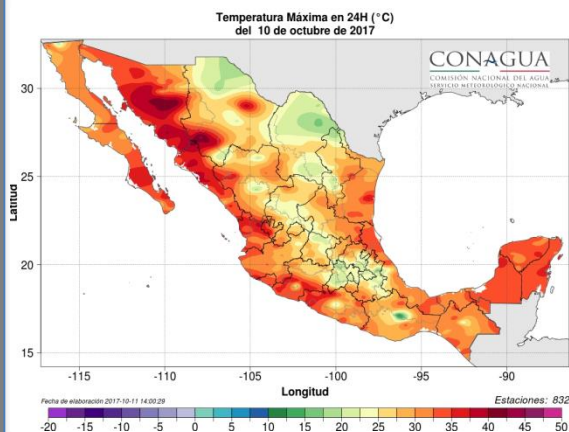 Temperatura Máxima en 24H (°C)
del 10 de octubre de 2017
CONAGUA
COMISIÓN NACIONAL DEL AGUA
SERVICIO METEOROLÓGICO NACIONAL
30
25
20
15
Latitud
-115 -110 -105 -100 -95 -90
Longitud
Fecha de elaboración 2017-10-11 14:00:29
Estaciones: 832
-20 -15 -10 -5 0 5 10 15 20 25 30 35 40 45 50